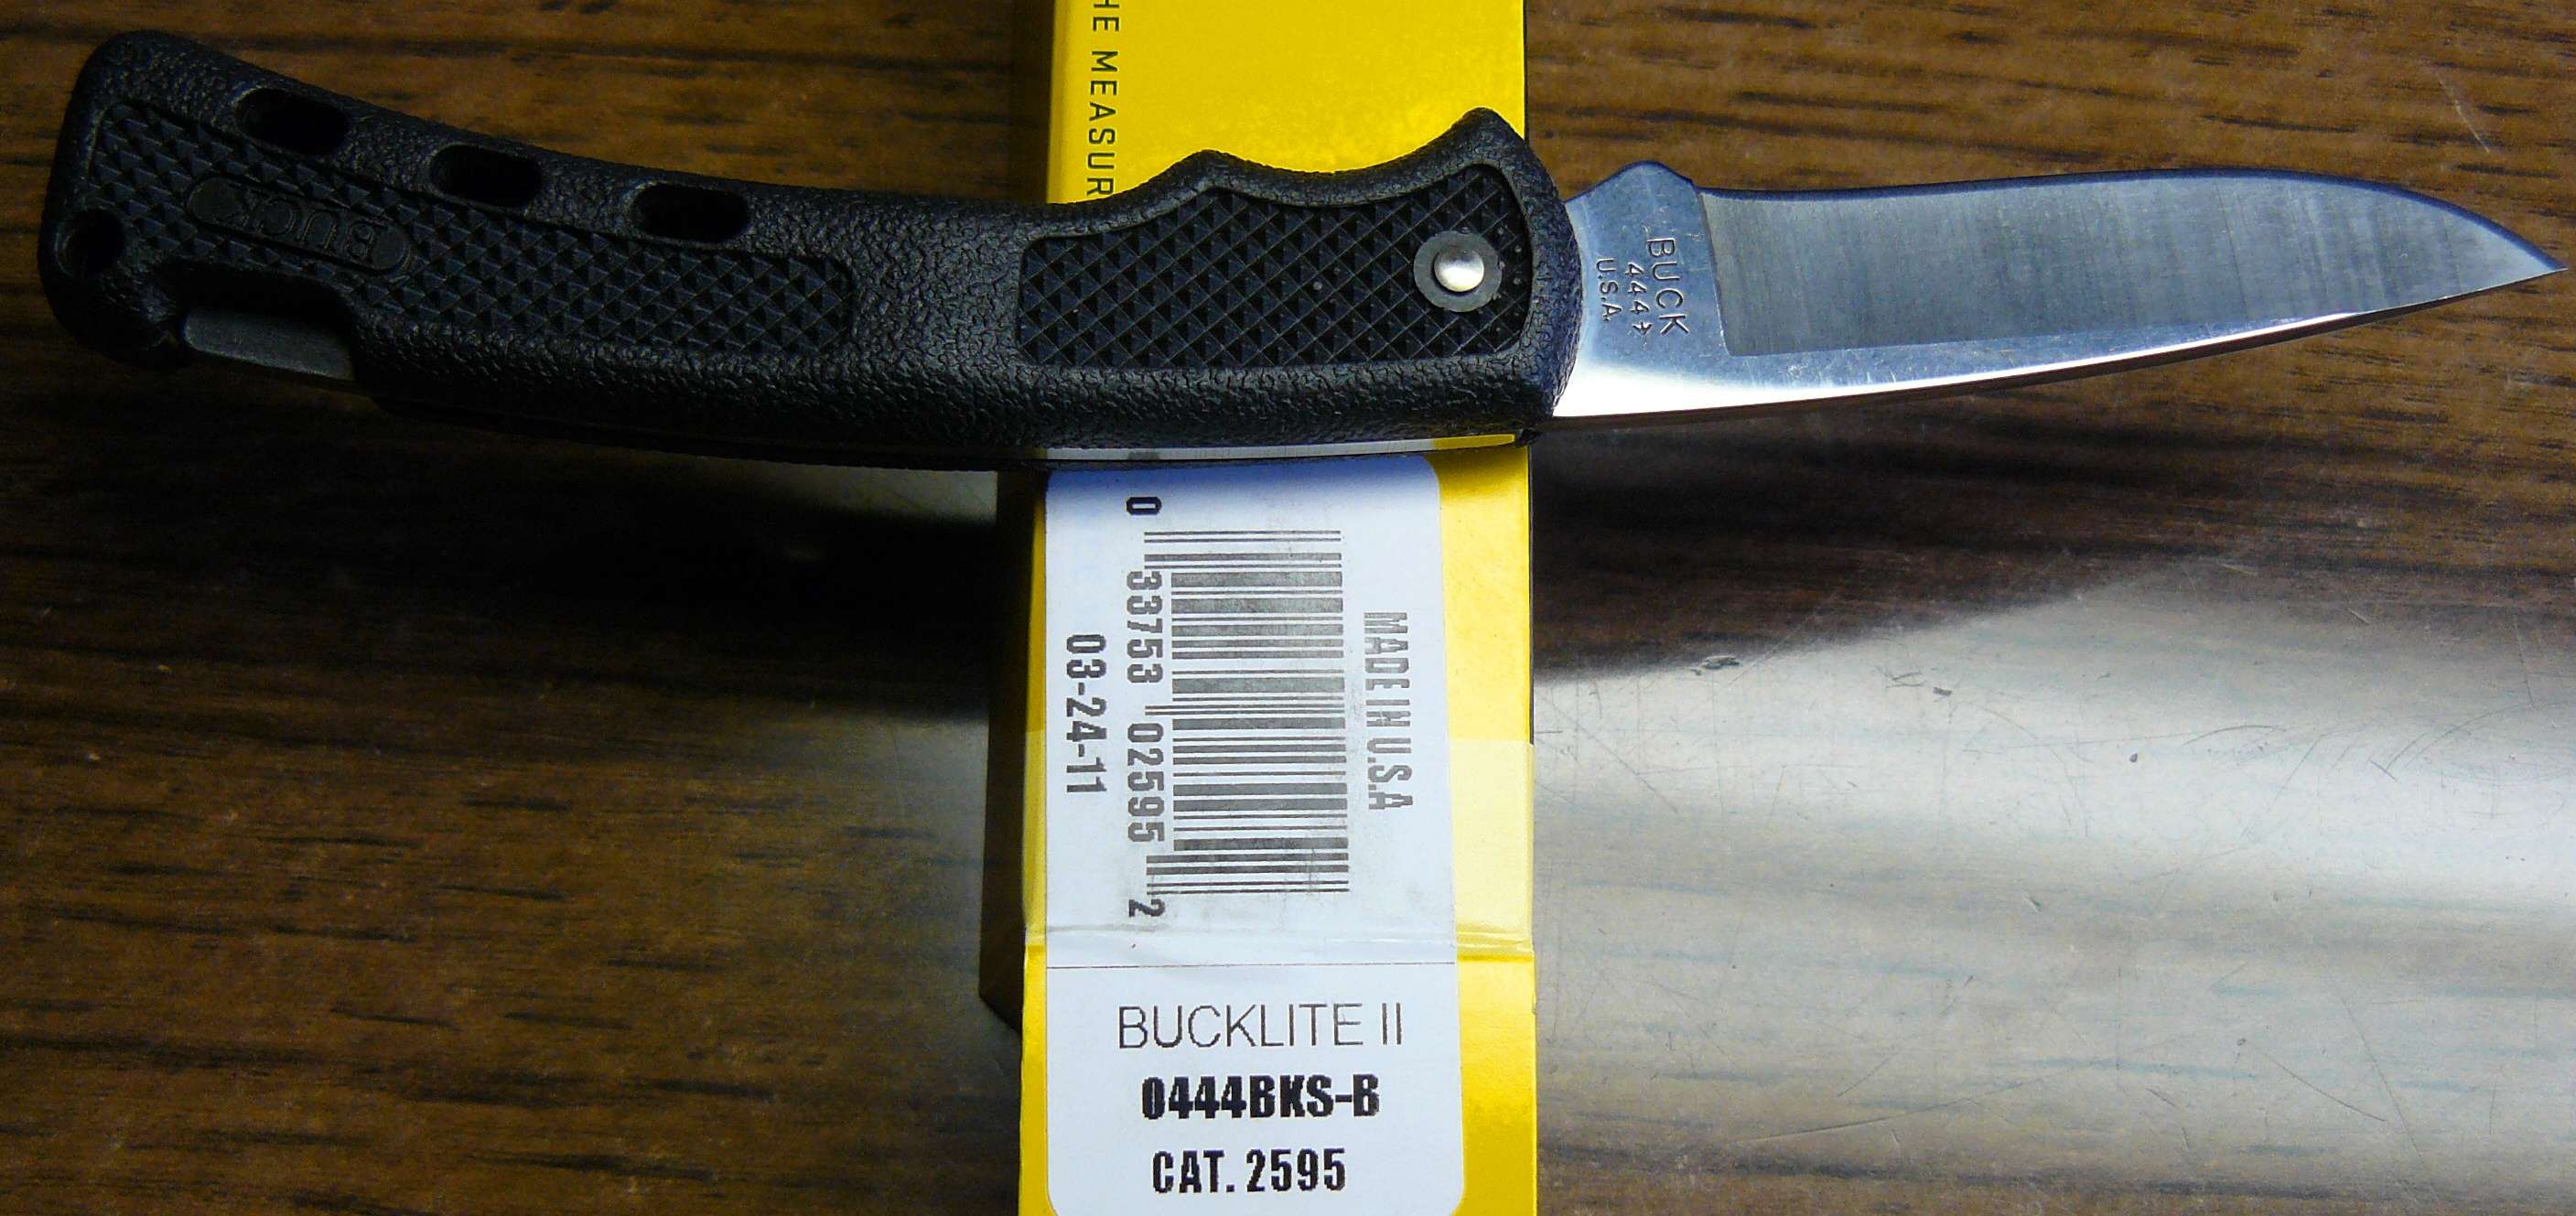 HE MEASUR
BUCK
BUCK
444
U.S.A.
MADE IN U.S.A
0 33753 02595 2
03-24-11
BUCKLITE II
0444BKS-B
CAT. 2595